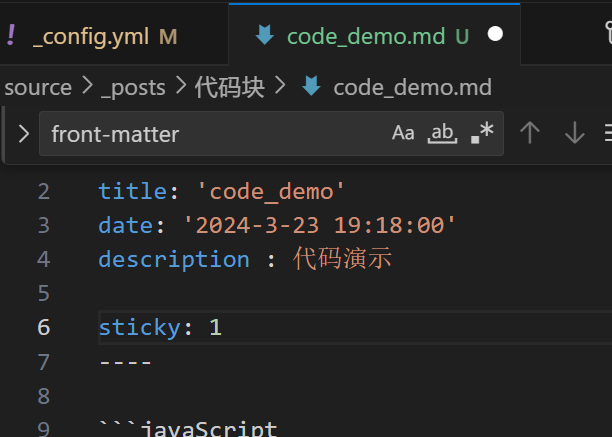 ! _config.yml M code_demo.md U
source > _posts > 代码块 > code_demo.md
front-matter Aa ab .*
2 title: 'code_demo'
3 date: '2024-3-23 19:18:00'
4 description : 代码演示
5
6 sticky: 1
7 ----
8
9 ```javaScript